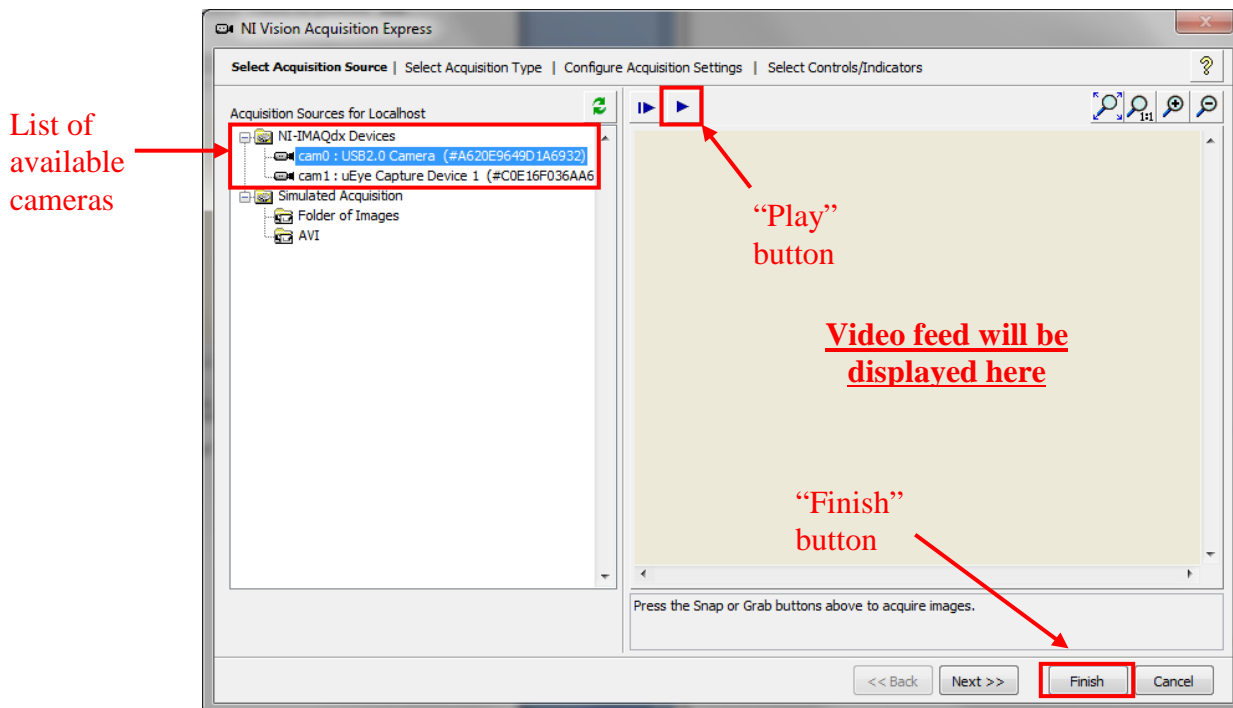 NI Vision Acquisition Express
Select Acquisition Source | Select Acquisition Type | Configure Acquisition Settings | Select Controls/Indicators
Acquisition Sources for Localhost
NI-IMAQdx Devices
cam0 : USB2.0 Camera (#A620E9649D1A6932)
cam1 : uEye Capture Device 1 (#C0E16F036AA6
Simulated Acquisition
Folder of Images
AVI
List of
available
cameras
1:1
“Play”
button
Video feed will be
displayed here
“Finish”
button
Press the Snap or Grab buttons above to acquire images.
<< Back Next >> Finish Cancel